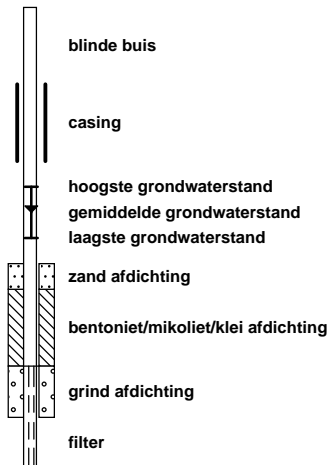 blinde buis
casing
hoogste grondwaterstand
gemiddelde grondwaterstand
laagste grondwaterstand
zand afdichting
bentoniet/mikoliet/klei afdichting
grind afdichting
filter